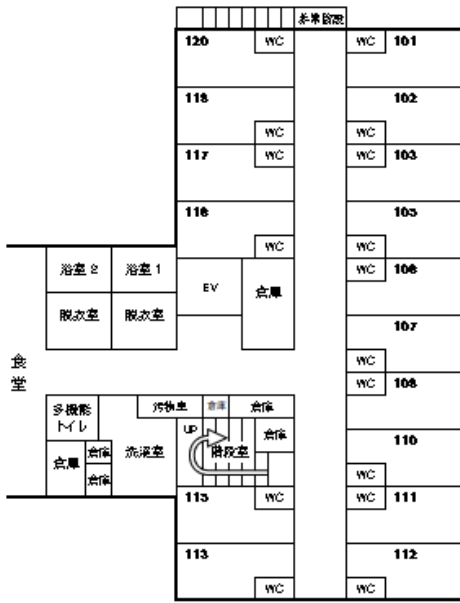 非常階段
120
WC
WC
101
118
102
WC
WC
117
WC
WC
103
116
105
WC
WC
浴室2
浴室1
EV
倉庫
106
脱衣室
脱衣室
107
食堂
WC
WC
108
多機能
トイレ
汚物室
倉庫
倉庫
UP
倉庫
洗濯室
階段室
倉庫
倉庫
倉庫
110
WC
115
WC
WC
111
113
112
WC
WC